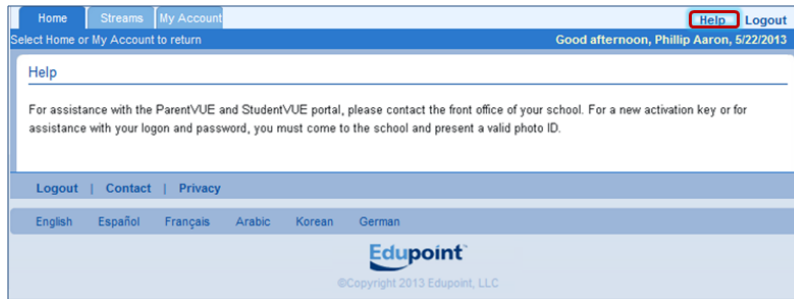 Home Streams My Account Help Logout
Select Home or My Account to return Good afternoon, Phillip Aaron, 5/22/2013
Help
For assistance with the ParentVUE and StudentVUE portal, please contact the front office of your school. For a new activation key or for
assistance with your logon and password, you must come to the school and present a valid photo ID.
Logout | Contact | Privacy
English Español Français Arabic Korean German
Edupoint
©Copyright 2013 Edupoint, LLC